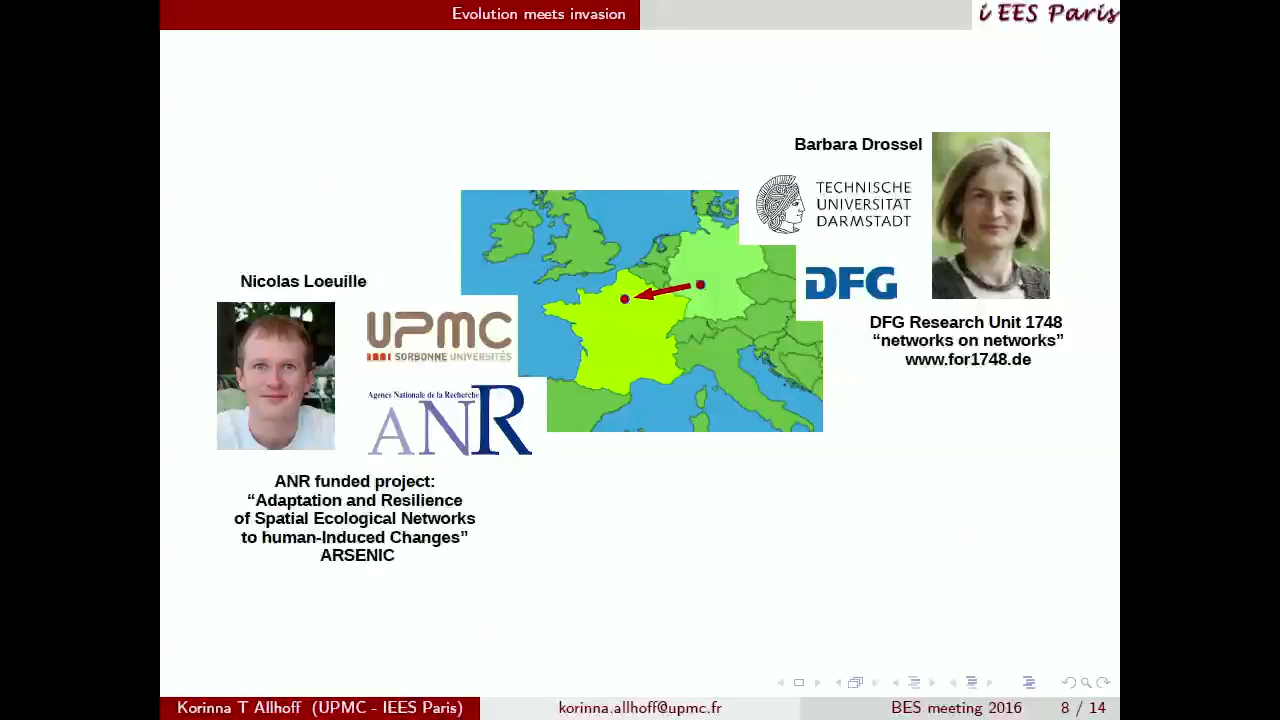 Evolution meets invasion
i EES Paris
Barbara Drossel
TECHNISCHE
UNIVERSITÄT
DARMSTADT
DFG
DFG Research Unit 1748
“networks on networks”
www.for1748.de
Nicolas Loeuille
UPMC
SORBONNE UNIVERSITÉS
Agence Nationale de la Recherche
ANR
ANR funded project:
“Adaptation and Resilience
of Spatial Ecological Networks
to human-Induced Changes”
ARSENIC
Korinna T Allhoff (UPMC - IEES Paris)
korinna.allhoff@upmc.fr
BES meeting 2016
8 / 14